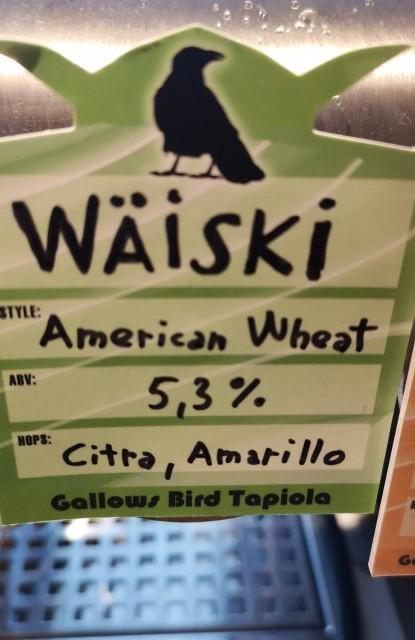 WÄISKI
STYLE: American Wheat
ABV: 5,3 %
HOPS: Citra, Amarillo
Gallows Bird Tapiola